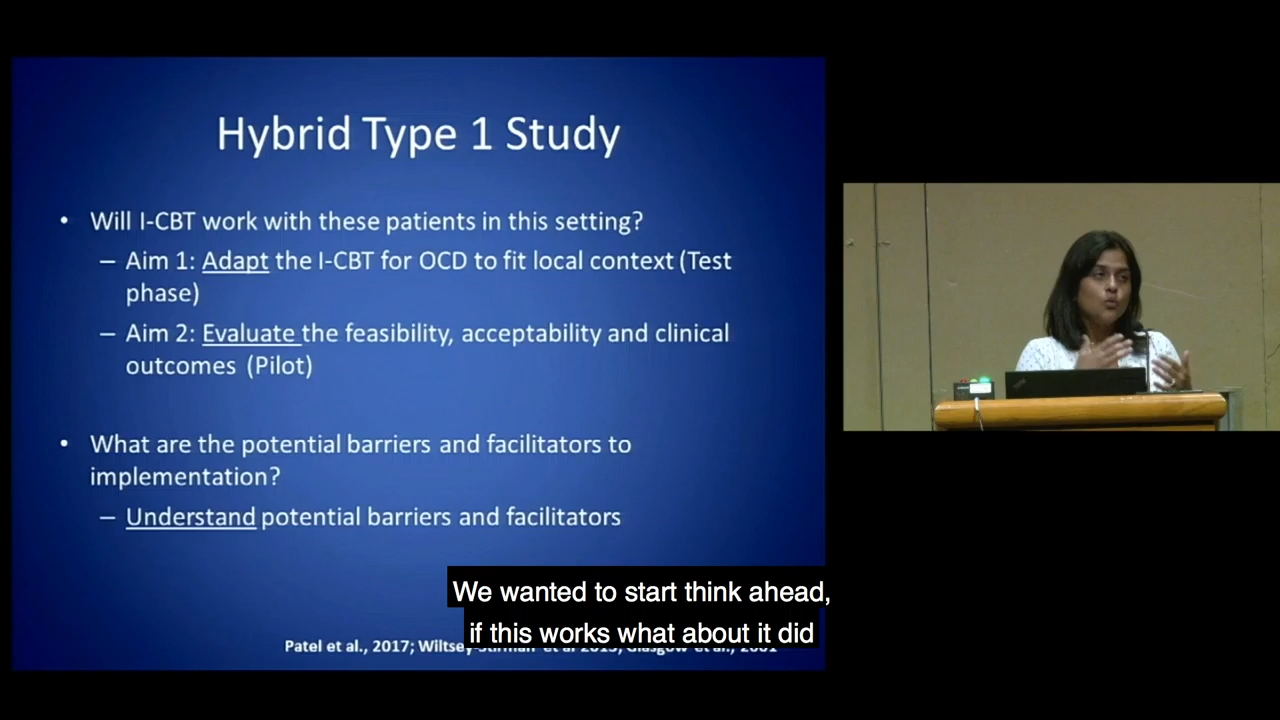 Hybrid Type 1 Study
• Will I-CBT work with these patients in this setting?
– Aim 1: Adapt the I-CBT for OCD to fit local context (Test
phase)
– Aim 2: Evaluate the feasibility, acceptability and clinical
outcomes (Pilot)
• What are the potential barriers and facilitators to
implementation?
– Understand potential barriers and facilitators
We wanted to start think ahead,
if this works what about it did
Patel et al., 2017; Wiltsey